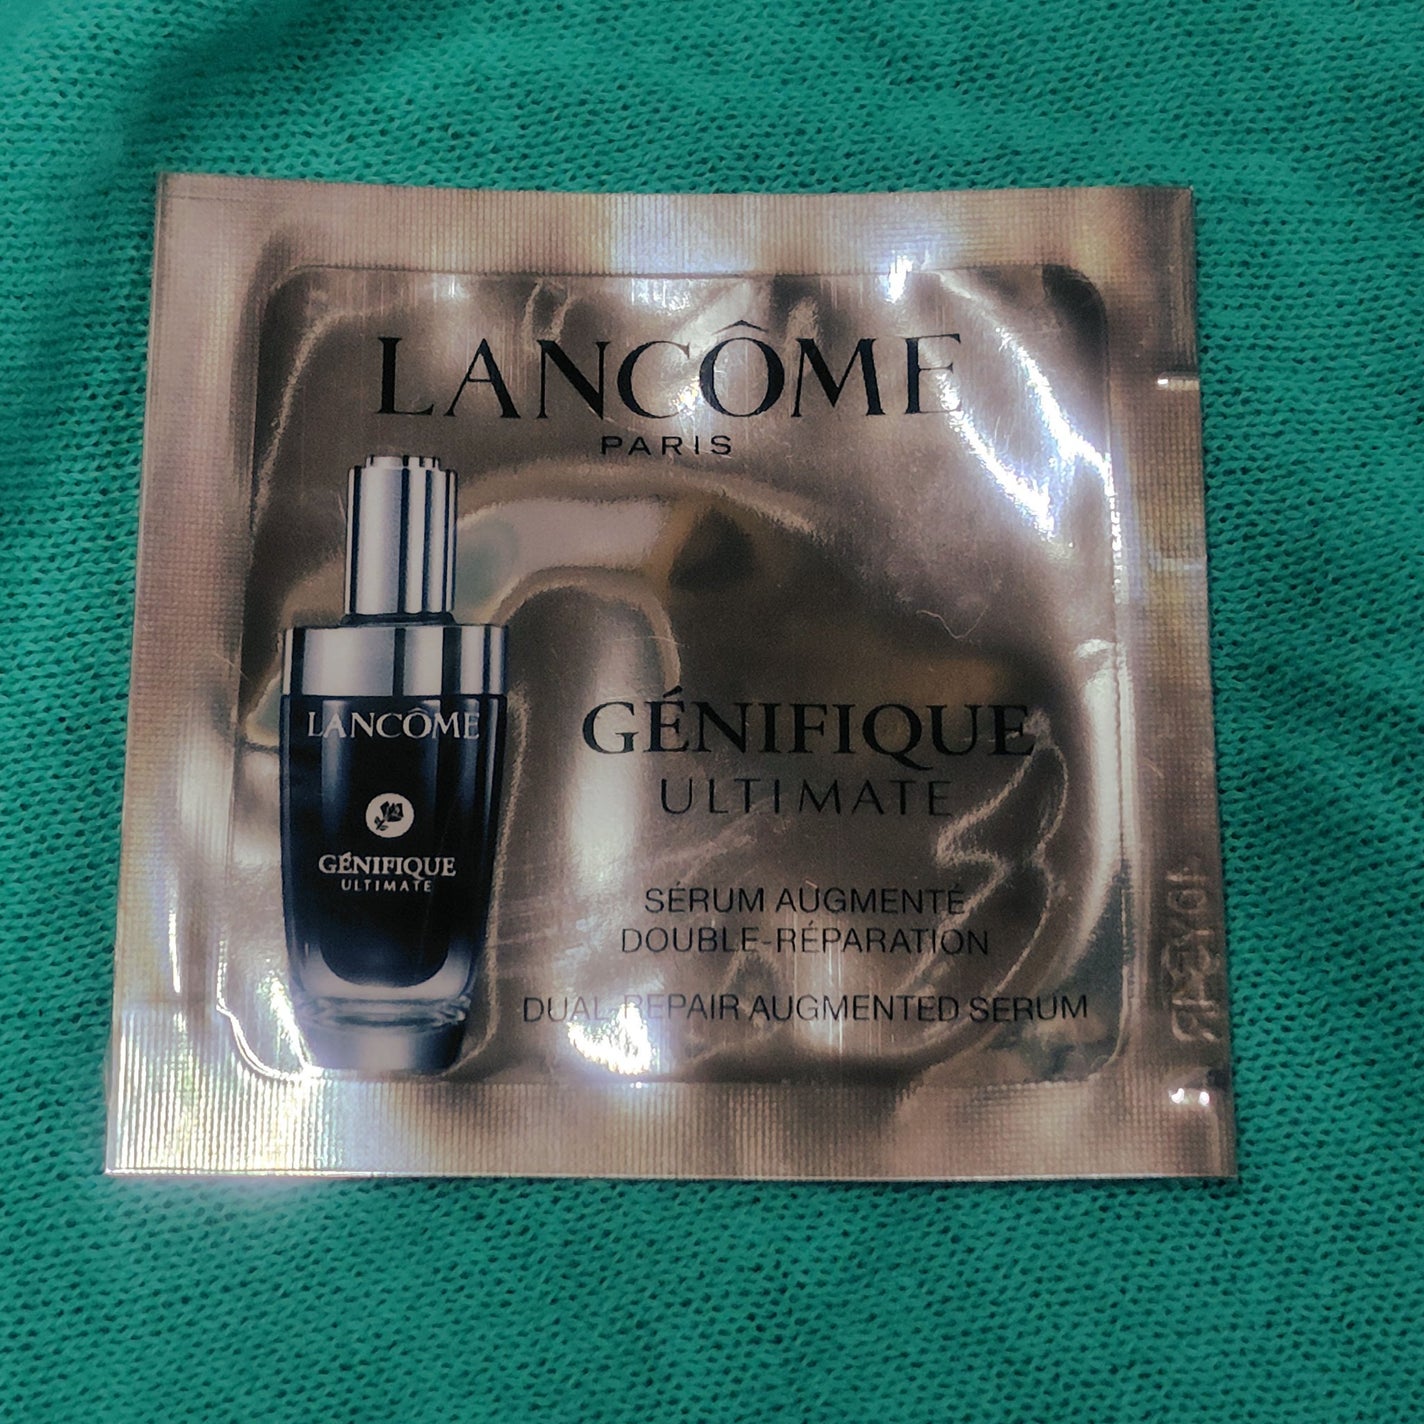 LANCÔME
PARIS
LANCÔME
GÉNIFIQUE
ULTIMATE
GÉNIFIQUE
ULTIMATE
SÉRUM AUGMENTÉ
DOUBLE-RÉPARATION
DUAL-REPAIR AUGMENTED SERUM